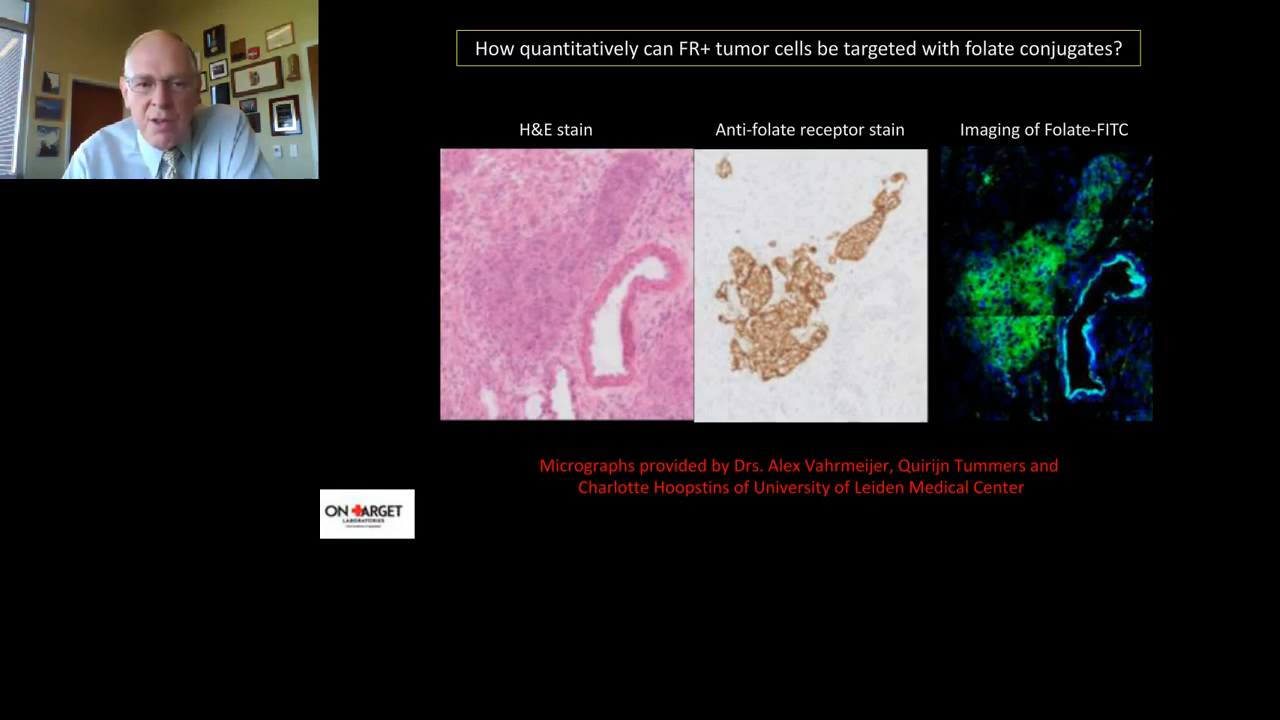 How quantitatively can FR+ tumor cells be targeted with folate conjugates?
H&E stain
Anti-folate receptor stain
Imaging of Folate-FITC
Micrographs provided by Drs. Alex Vahrmeijer, Quirijn Tummers and
Charlotte Hoopstins of University of Leiden Medical Center
ON TARGET
LABORATORIES